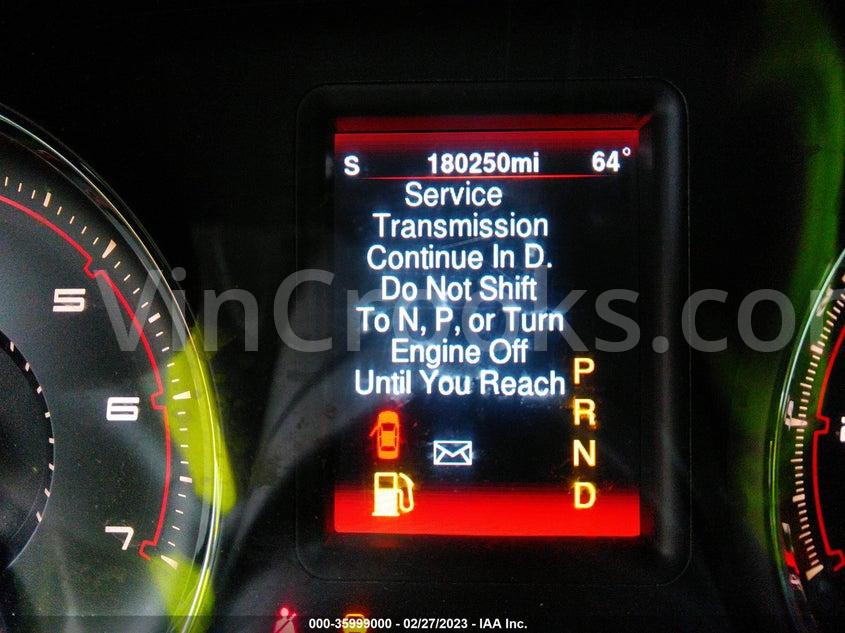 S 180250mi 64°
Service
Transmission
Continue In D.
Do Not Shift
To N, P, or Turn
Engine Off
Until You Reach
P
R
N
D
5
6
7
VinCrooks.com
000-35999000 - 02/27/2023 - IAA Inc.